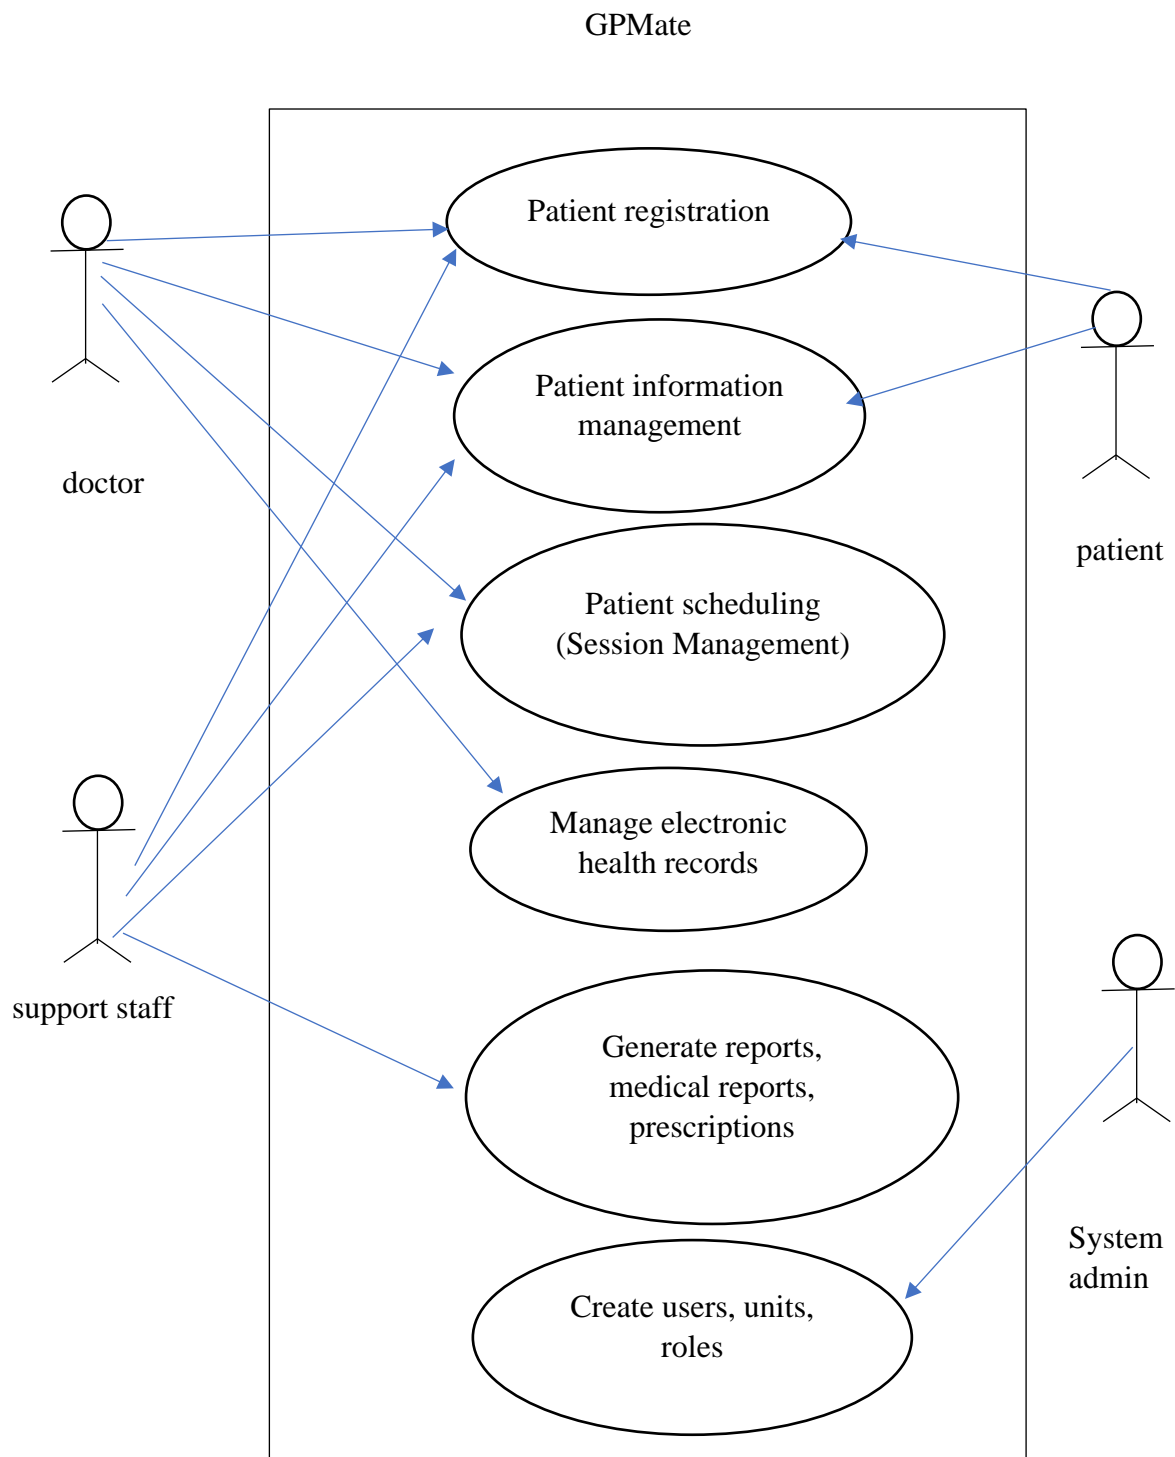 GPMate
Patient registration
Patient information
management
doctor
patient
Patient scheduling
(Session Management)
Manage electronic
health records
support staff
Generate reports,
medical reports,
prescriptions
System
admin
Create users, units,
roles